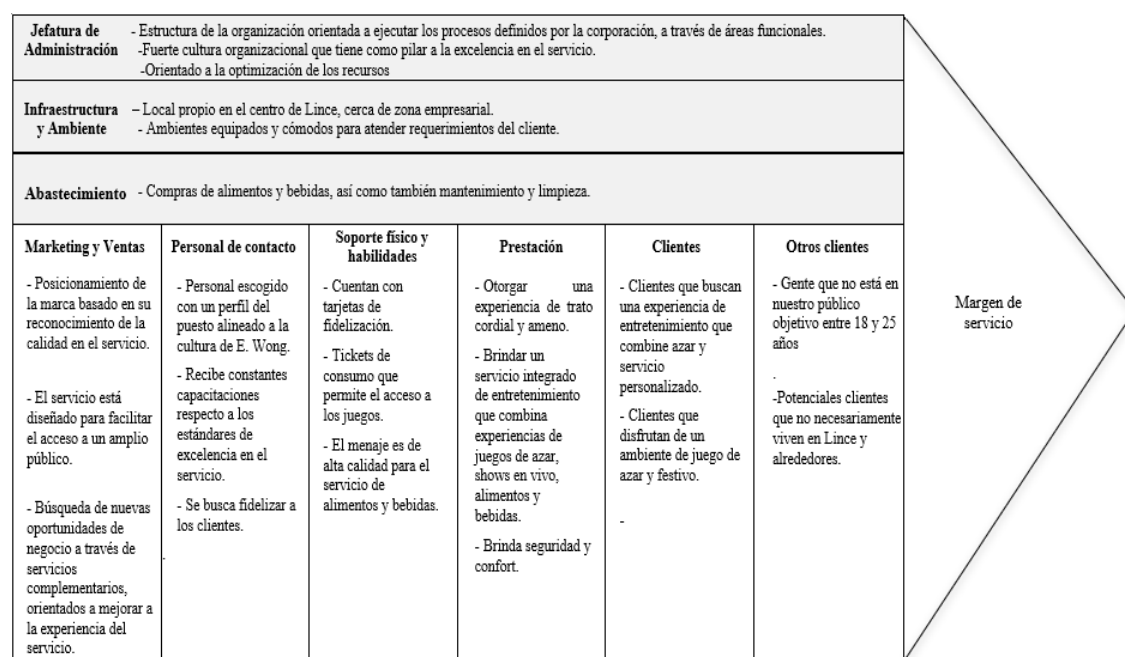 Jefatura de Administración
- Estructura de la organización orientada a ejecutar los procesos definidos por la corporación, a través de áreas funcionales.
-Fuerte cultura organizacional que tiene como pilar a la excelencia en el servicio.
-Orientado a la optimización de los recursos
Infraestructura y Ambiente
– Local propio en el centro de Lince, cerca de zona empresarial.
- Ambientes equipados y cómodos para atender requerimientos del cliente.
Abastecimiento
- Compras de alimentos y bebidas, así como también mantenimiento y limpieza.
Marketing y Ventas
- Posicionamiento de
la marca basado en su
reconocimiento de la
calidad en el servicio.
- El servicio está
diseñado para facilitar
el acceso a un amplio
público.
- Búsqueda de nuevas
oportunidades de
negocio a través de
servicios
complementarios,
orientados a mejorar a
la experiencia del
servicio.
Personal de contacto
- Personal escogido
con un perfil del
puesto alineado a la
cultura de E. Wong.
- Recibe constantes
capacitaciones
respecto a los
estándares de
excelencia en el
servicio.
- Se busca fidelizar a
los clientes.
.
Soporte físico y
habilidades
- Cuentan con
tarjetas de
fidelización.
- Tickets de
consumo que
permite el acceso a
los juegos.
- El menaje es de
alta calidad para el
servicio de
alimentos y bebidas.
Prestación
- Otorgar una
experiencia de trato
cordial y ameno.
- Brindar un
servicio integrado
de entretenimiento
que combina
experiencias de
juegos de azar,
shows en vivo,
alimentos y
bebidas.
- Brinda seguridad y
confort.
Clientes
- Clientes que buscan
una experiencia de
entretenimiento que
combine azar y
servicio
personalizado.
- Clientes que
disfrutan de un
ambiente de juego de
azar y festivo.
-
Otros clientes
- Gente que no está en
nuestro público
objetivo entre 18 y 25
años
.
-Potenciales clientes
que no necesariamente
viven en Lince y
alrededores.
Margen de
servicio